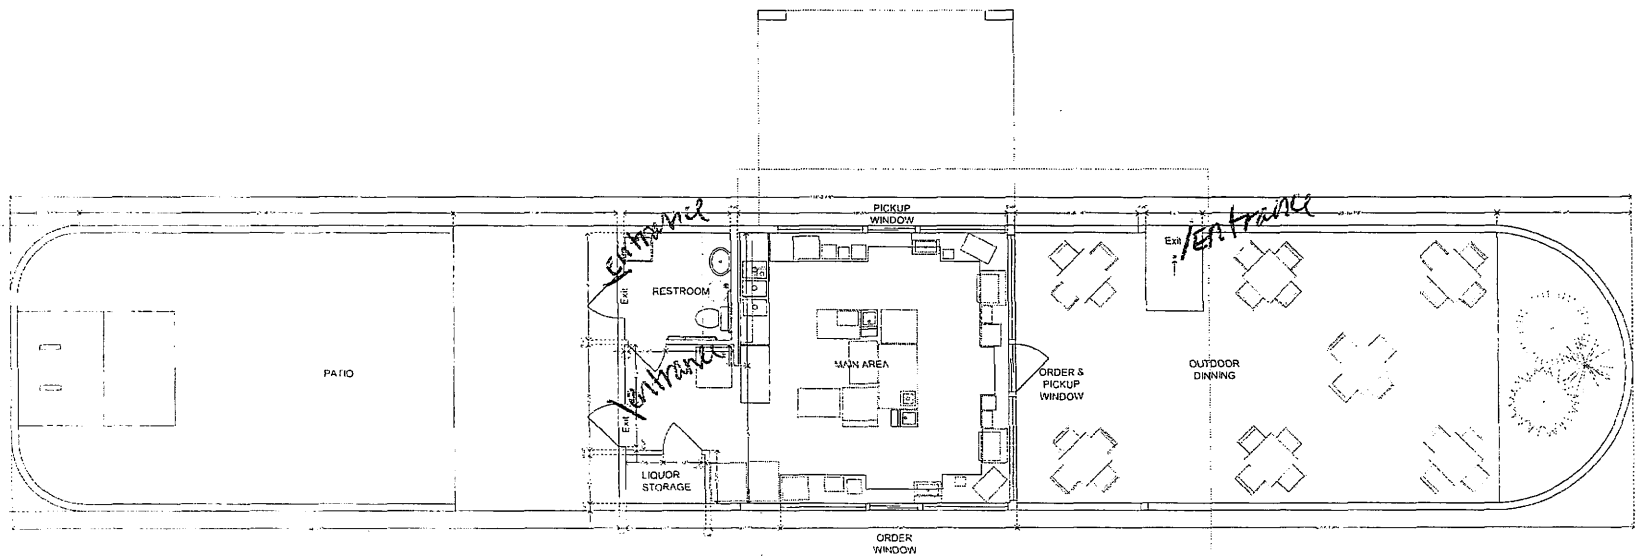 PICKUP
WINDOW
/Entrance
Exit
/Entrance
Exit
RESTROOM
PATIO
/entrance
Exit
MAIN AREA
ORDER &
PICKUP
WINDOW
OUTDOOR
DINNING
LIQUOR
STORAGE
ORDER
WINDOW